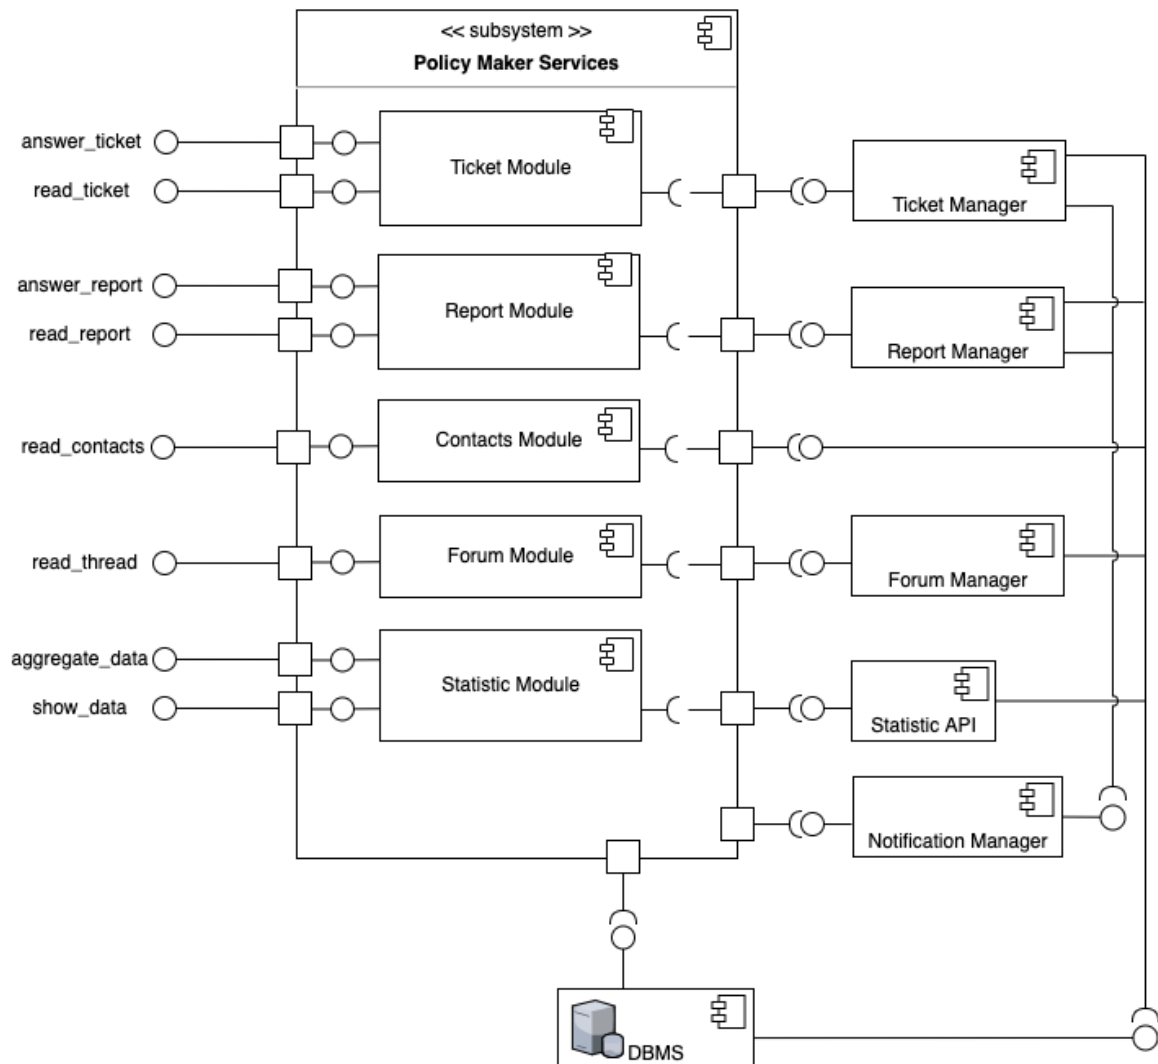 << subsystem >>
Policy Maker Services
answer_ticket
read_ticket
Ticket Module
Ticket Manager
answer_report
read_report
Report Module
Report Manager
read_contacts
Contacts Module
read_thread
Forum Module
Forum Manager
aggregate_data
show_data
Statistic Module
Statistic API
Notification Manager
DBMS